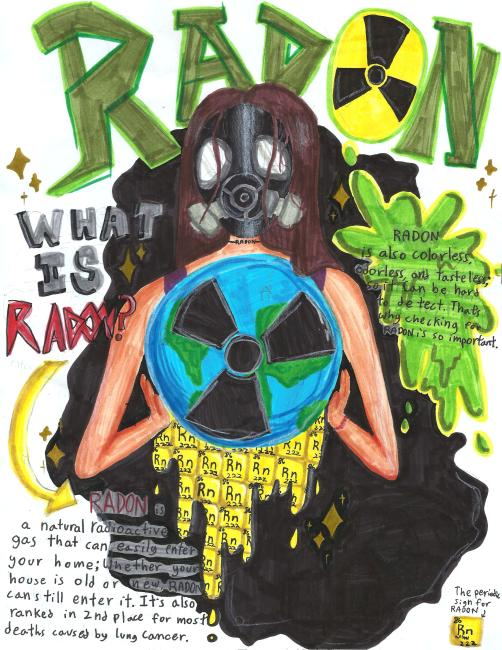 RADON
WHAT
IS
RADON?
RADON
RADON
is also colorless,
odorless, and tasteless,
so it can be hard
to detect. That's
why checking for
RADON is so important.
86
Rn
222
RADON:
a natural radioactive
gas that can easily enter
your home; Whether your
house is old or new, RADON
can still enter it. It's also
ranked in 2nd place for most
deaths caused by lung cancer.
The periodic
sign for
RADON
86
Rn
222